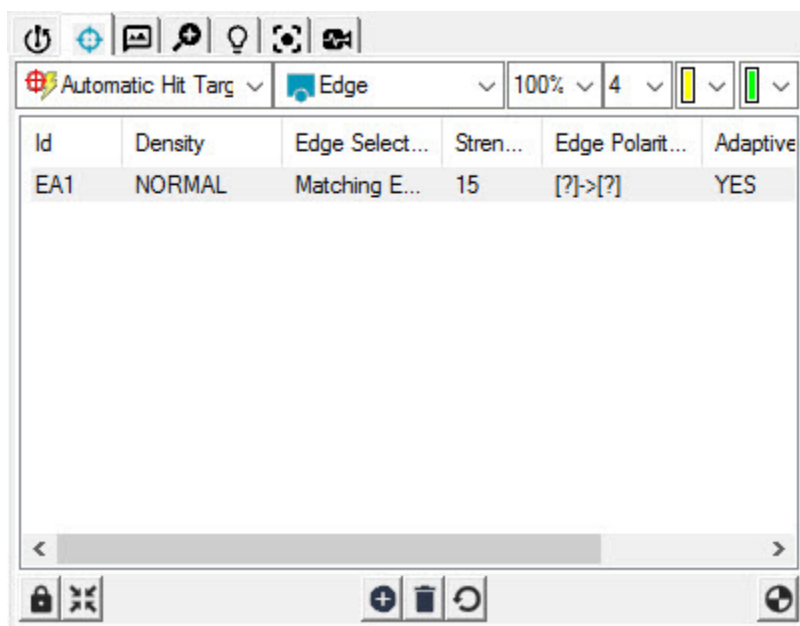 Automatic Hit Targ Edge 100% 4
Id Density Edge Select... Stren... Edge Polarit... Adaptive
EA1 NORMAL Matching E... 15 [?]->[?] YES